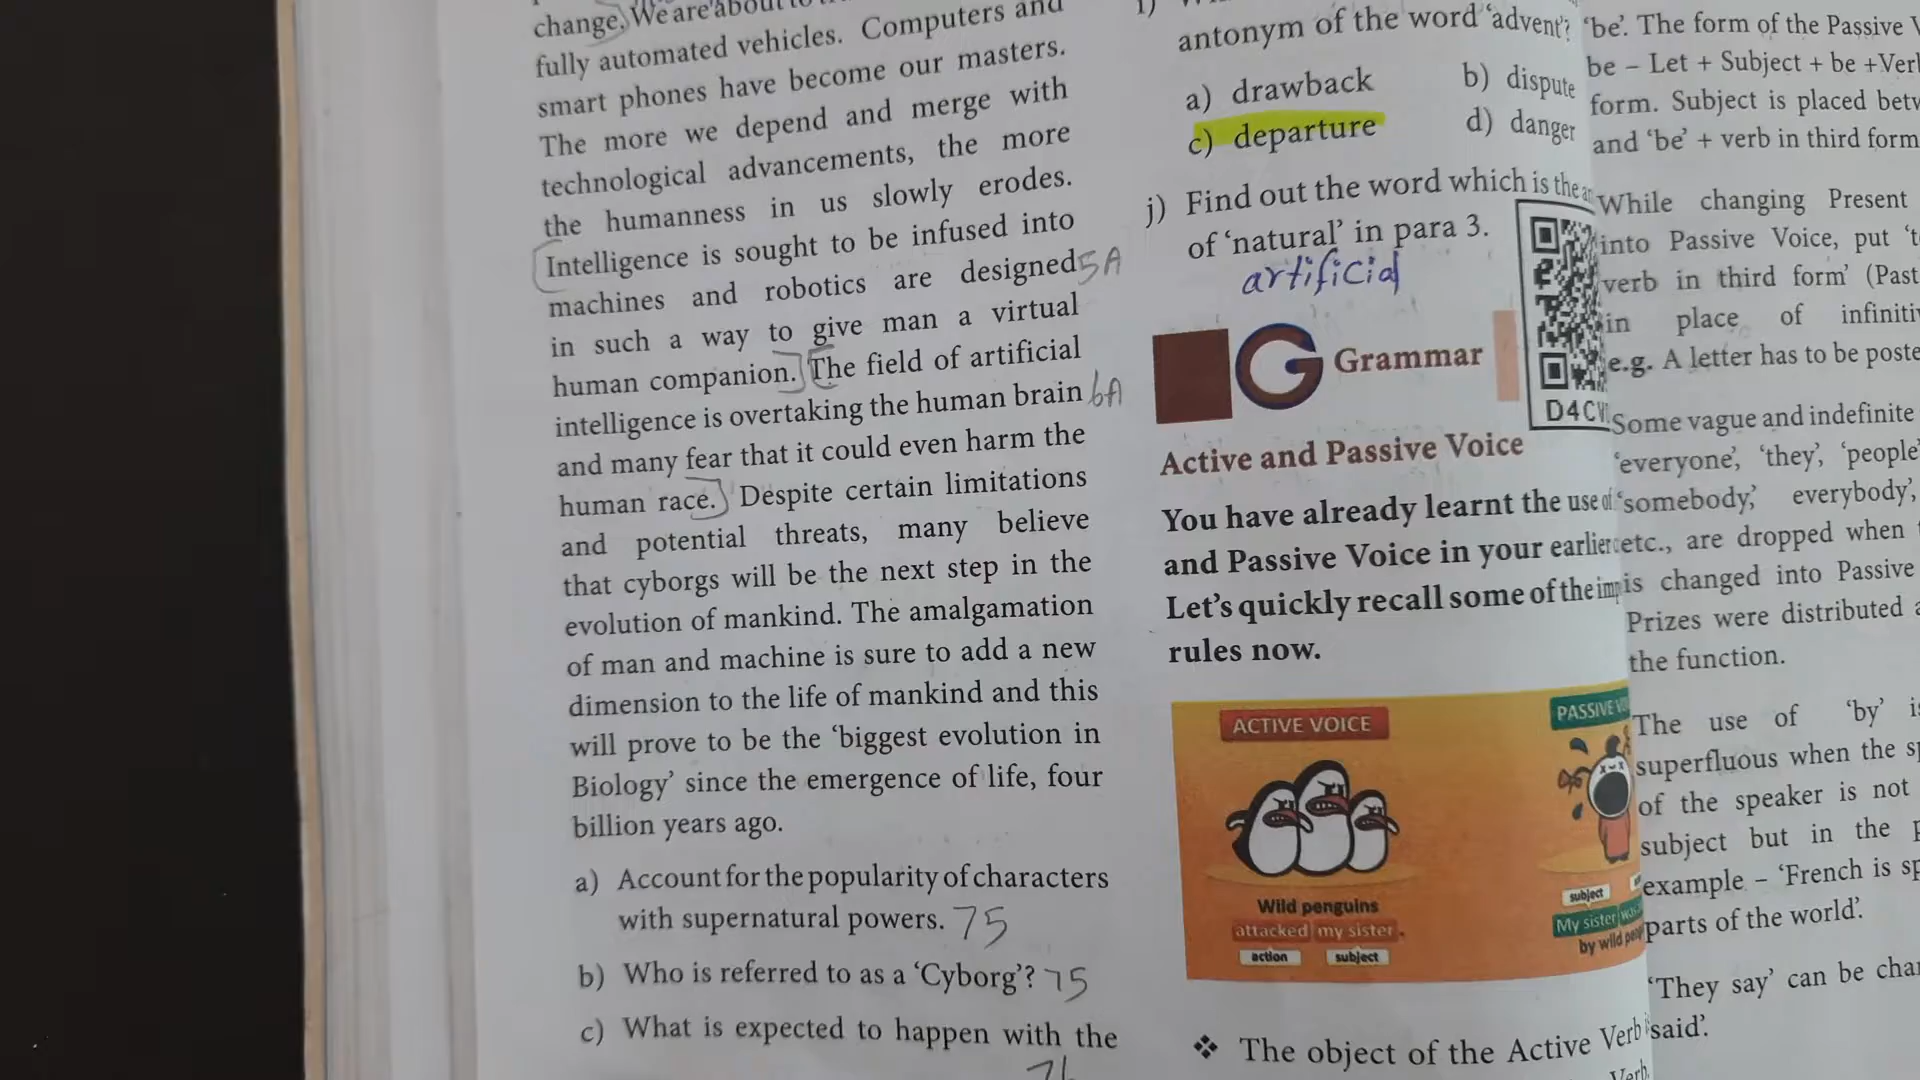 change. We are about to
fully automated vehicles. Computers and
smart phones have become our masters.
The more we depend and merge with
technological advancements, the more
the humanness in us slowly erodes.
Intelligence is sought to be infused into
machines and robotics are designed 5A
in such a way to give man a virtual
human companion. The field of artificial
intelligence is overtaking the human brain 6A
and many fear that it could even harm the
human race. Despite certain limitations
and potential threats, many believe
that cyborgs will be the next step in the
evolution of mankind. The amalgamation
of man and machine is sure to add a new
dimension to the life of mankind and this
will prove to be the ‘biggest evolution in
Biology’ since the emergence of life, four
billion years ago.
a) Account for the popularity of characters
with supernatural powers. 75
b) Who is referred to as a ‘Cyborg’? 75
c) What is expected to happen with the
76
i)
antonym of the word ‘advent’?
a) drawback b) dispute
c) departure d) danger
j) Find out the word which is the
of ‘natural’ in para 3.
artificial
G Grammar
Active and Passive Voice
You have already learnt the use of
and Passive Voice in your earlier
Let’s quickly recall some of the
rules now.
ACTIVE VOICE
Wild penguins
attacked my sister.
action subject
PASSIVE
subject
My sister was
by wild
❖ The object of the Active Verb
Verb.
‘be’. The form of the Passive
be – Let + Subject + be +
form. Subject is placed
and ‘be’ + verb in third form
While changing Present
into Passive Voice, put
verb in third form’ (Past
in place of
e.g. A letter has to be
Some vague and indefinite
‘everyone’, ‘they’, ‘people’
‘somebody’, everybody’,
etc., are dropped when
is changed into Passive
Prizes were distributed
the function.
The use of ‘by’
superfluous when the
of the speaker is not
subject but in the
example – ‘French is
parts of the world’.
‘They say’ can be
said’.